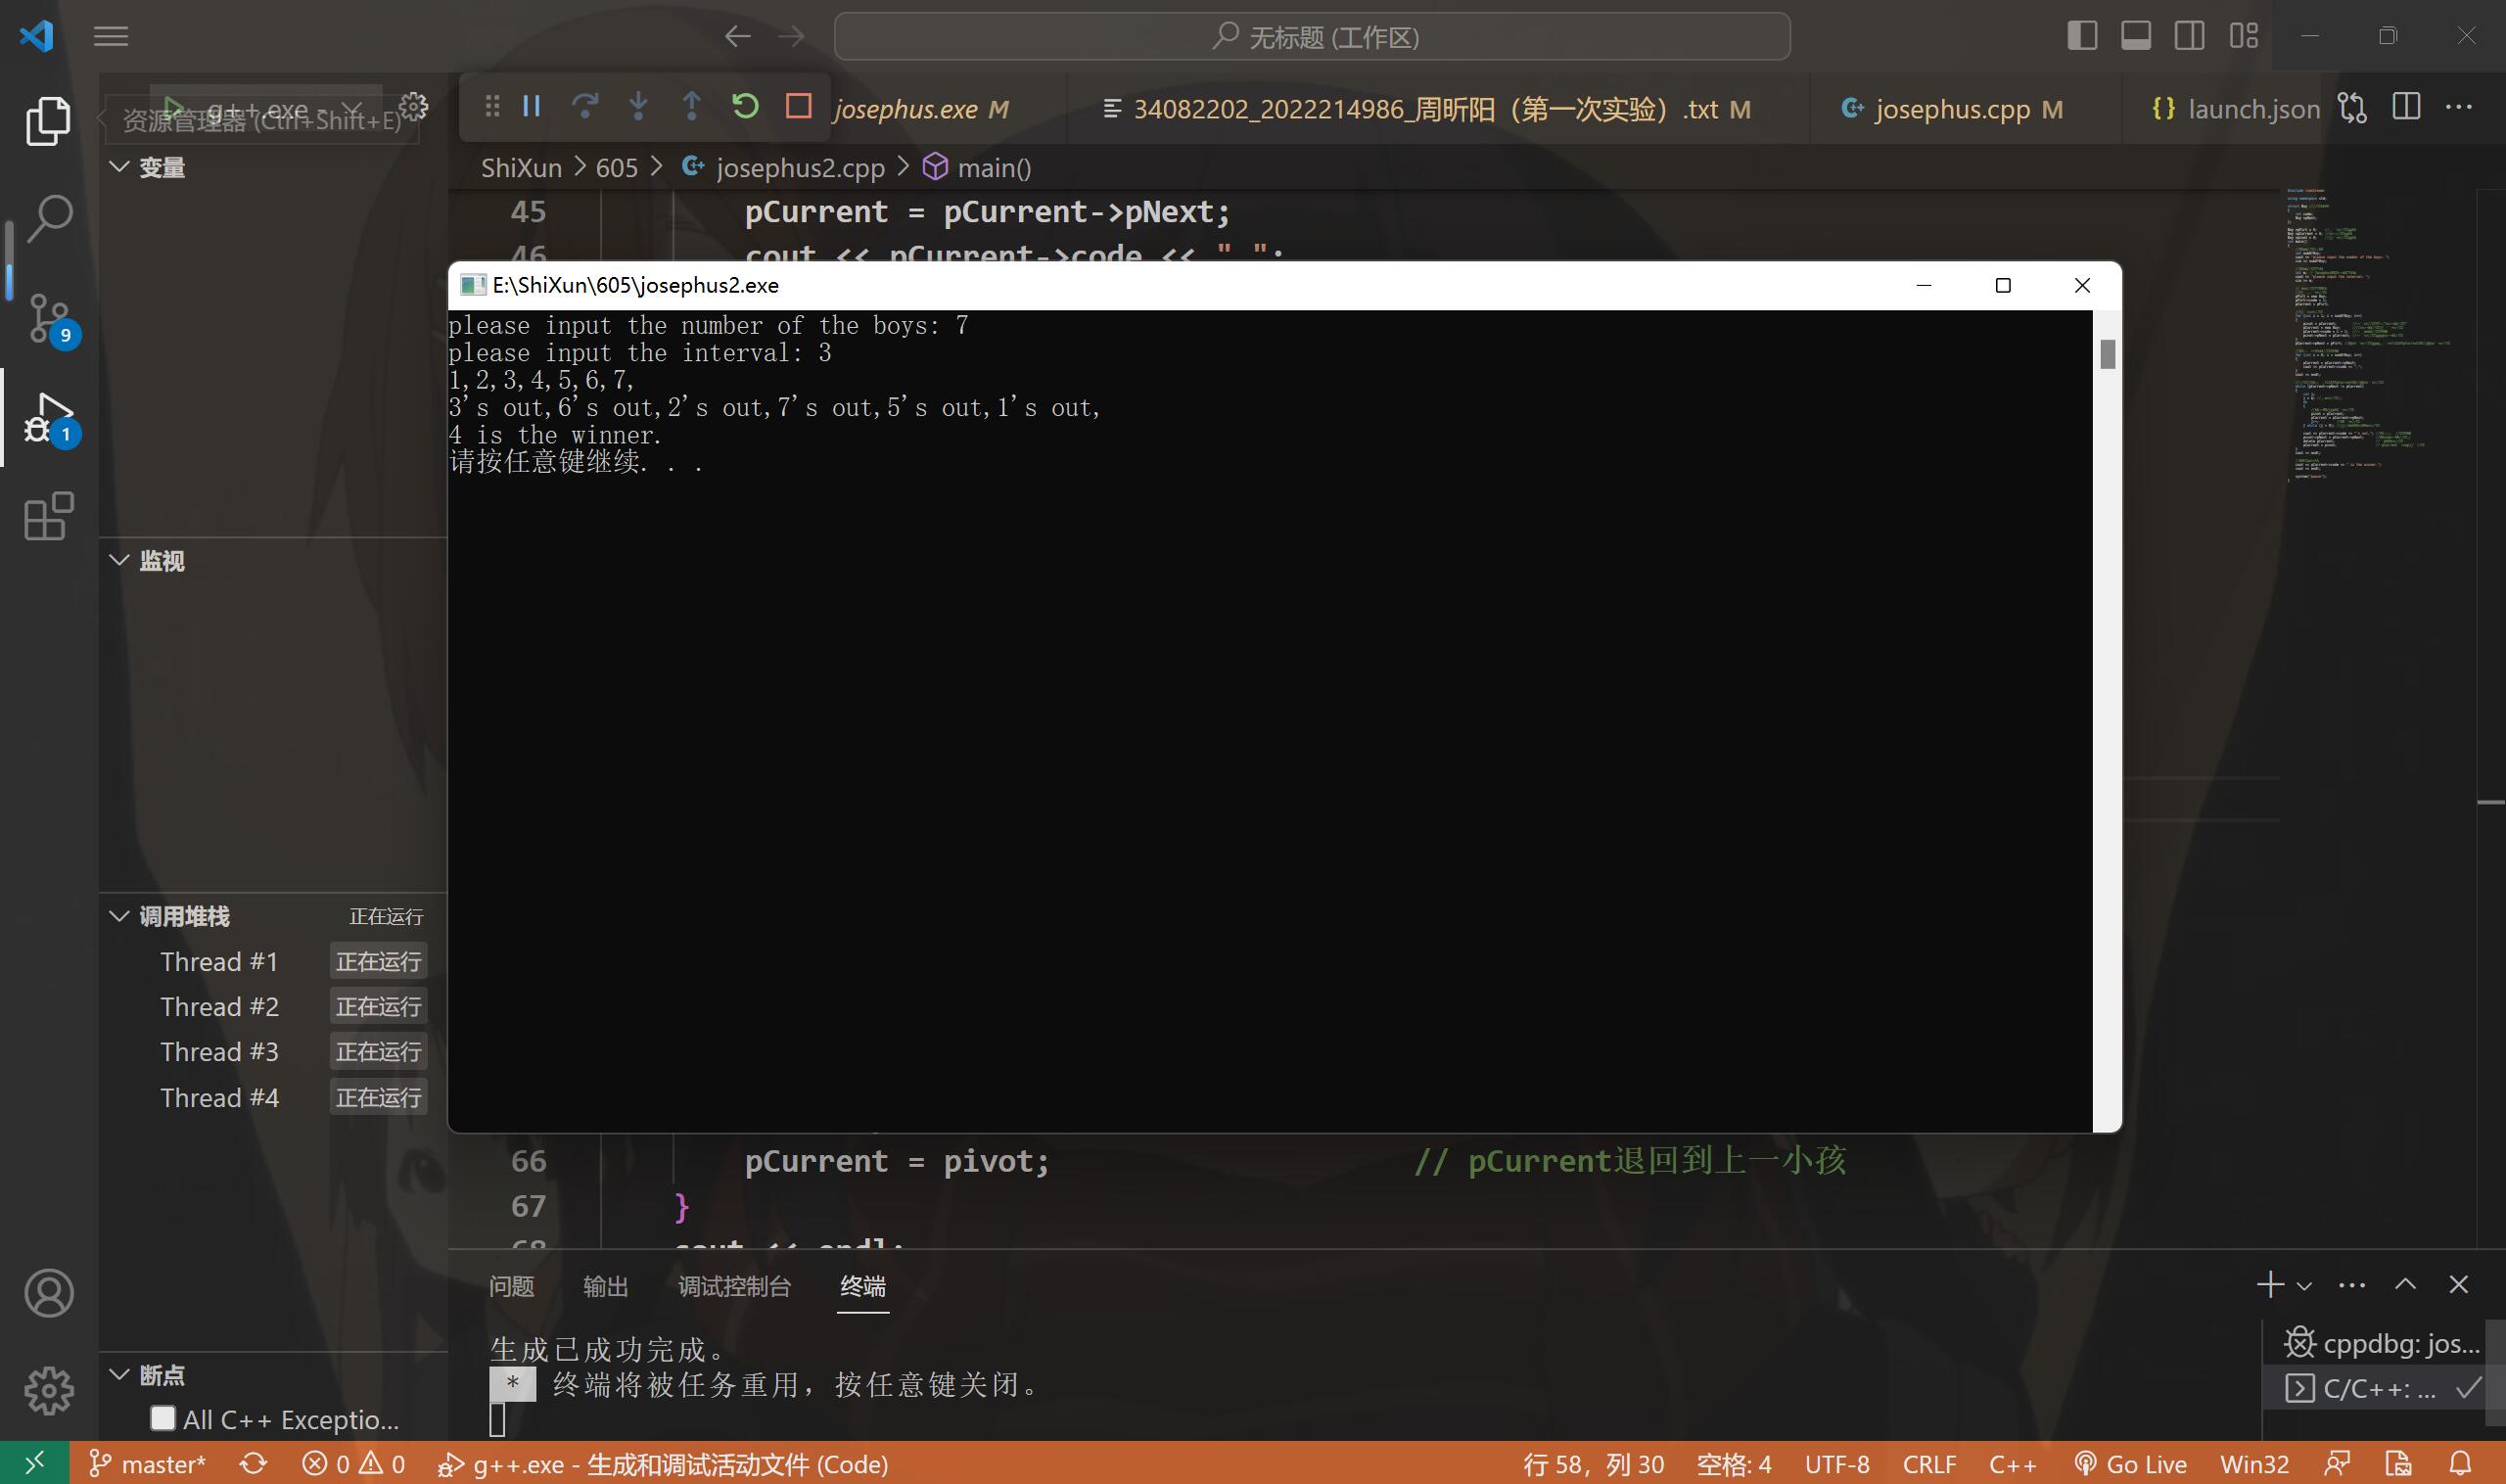 无标题 (工作区)
g++.exe -
资源管理器 (Ctrl+Shift+E)
josephus.exe M
34082202_2022214986_周昕阳（第一次实验）.txt M
josephus.cpp M
{} launch.json
变量
ShiXun > 605 > josephus2.cpp > main()
45 pCurrent = pCurrent->pNext;
46 cout << pCurrent->code << " ";
E:\ShiXun\605\josephus2.exe
please input the number of the boys: 7
please input the interval: 3
1,2,3,4,5,6,7,
3's out,6's out,2's out,7's out,5's out,1's out,
4 is the winner.
请按任意键继续. . .
9
1
监视
调用堆栈 正在运行
Thread #1 正在运行
Thread #2 正在运行
Thread #3 正在运行
Thread #4 正在运行
66 pCurrent = pivot; // pCurrent退回到上一小孩
67 }
68 cout << endl;
问题 输出 调试控制台 终端
生成已成功完成。
* 终端将被任务重用，按任意键关闭。
cppdbg: jos...
C/C++: ...
断点
All C++ Exceptio...
master* 0 0 g++.exe - 生成和调试活动文件 (Code)
行 58，列 30 空格: 4 UTF-8 CRLF C++ Go Live Win32